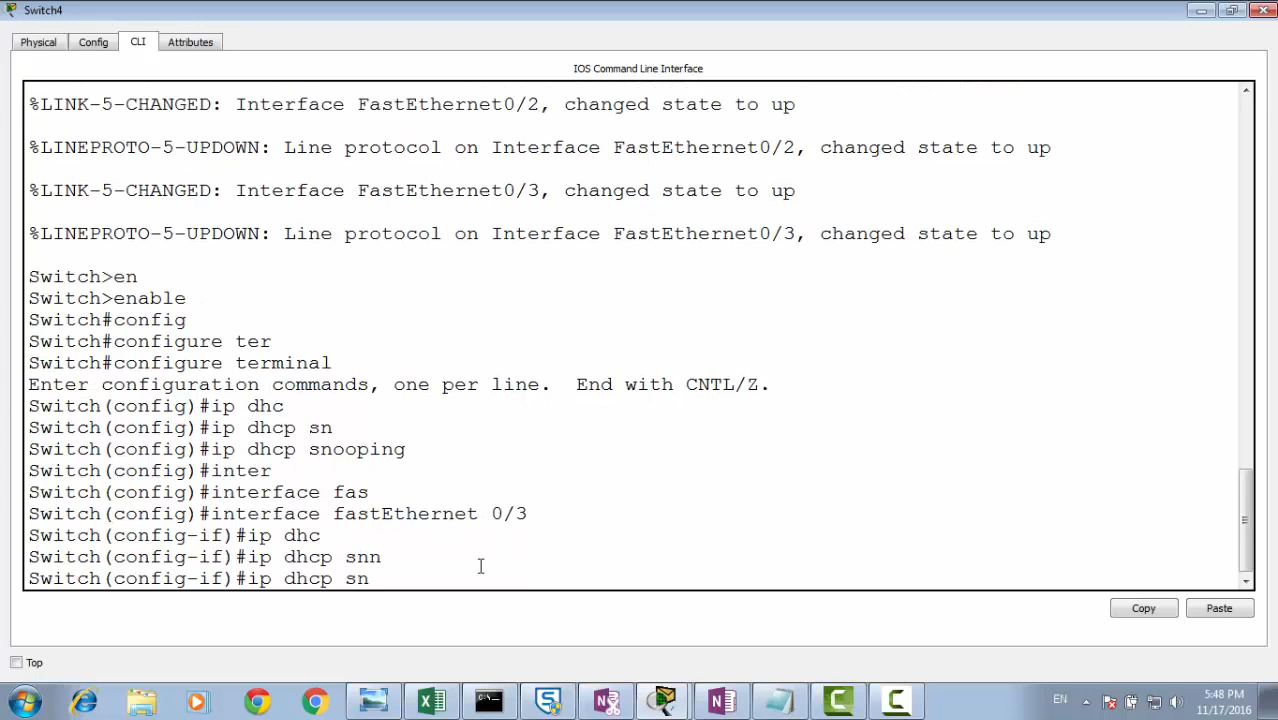 Switch4
Physical Config CLI Attributes
IOS Command Line Interface
%LINK-5-CHANGED: Interface FastEthernet0/2, changed state to up
%LINEPROTO-5-UPDOWN: Line protocol on Interface FastEthernet0/2, changed state to up
%LINK-5-CHANGED: Interface FastEthernet0/3, changed state to up
%LINEPROTO-5-UPDOWN: Line protocol on Interface FastEthernet0/3, changed state to up
Switch>en
Switch>enable
Switch#config
Switch#configure ter
Switch#configure terminal
Enter configuration commands, one per line.  End with CNTL/Z.
Switch(config)#ip dhc
Switch(config)#ip dhcp sn
Switch(config)#ip dhcp snooping
Switch(config)#inter
Switch(config)#interface fas
Switch(config)#interface fastEthernet 0/3
Switch(config-if)#ip dhc
Switch(config-if)#ip dhcp snn
Switch(config-if)#ip dhcp sn
Copy Paste
Top
EN
5:48 PM
11/17/2016